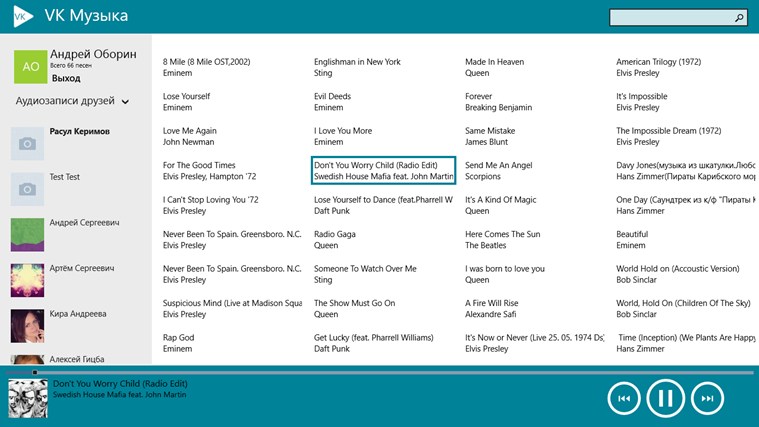 VK
VK Музыка
АО
Андрей Оборин
Всего 66 песен
Выход
Аудиозаписи друзей
Расул Керимов
Test Test
Андрей Сергеевич
Артём Сергеевич
Кира Андреева
Алексей Гицба
8 Mile (8 Mile OST,2002)
Eminem
Lose Yourself
Eminem
Love Me Again
John Newman
For The Good Times
Elvis Presley, Hampton '72
I Can't Stop Loving You '72
Elvis Presley
Never Been To Spain. Greensboro. N.C.
Elvis Presley
Never Been To Spain. Greensboro. N.C.
Elvis Presley
Suspicious Mind (Live at Madison Squa
Elvis Presley
Rap God
Eminem
Englishman in New York
Sting
Evil Deeds
Eminem
I Love You More
Eminem
Don't You Worry Child (Radio Edit)
Swedish House Mafia feat. John Martin
Lose Yourself to Dance (feat.Pharrell W
Daft Punk
Radio Gaga
Queen
Someone To Watch Over Me
Sting
The Show Must Go On
Queen
Get Lucky (feat. Pharrell Williams)
Daft Punk
Made In Heaven
Queen
Forever
Breaking Benjamin
Same Mistake
James Blunt
Send Me An Angel
Scorpions
It's A Kind Of Magic
Queen
Here Comes The Sun
The Beatles
I was born to love you
Queen
A Fire Will Rise
Alexandre Safi
It's Now or Never (Live 25. 05. 1974 Ds)
Elvis Presley
American Trilogy (1972)
Elvis Presley
It's Impossible
Elvis Presley
The Impossible Dream (1972)
Elvis Presley
Davy Jones(музыка из шкатулки.Любо
Hans Zimmer(Пираты Карибского мор
One Day (Саундтрек из к/ф "Пираты К
Hans Zimmer
Beautiful
Eminem
World Hold on (Accoustic Version)
Bob Sinclar
World, Hold On (Children Of The Sky)
Bob Sinclar
Time (Inception) (We Plants Are Happy
Hans Zimmer
Don't You Worry Child (Radio Edit)
Swedish House Mafia feat. John Martin